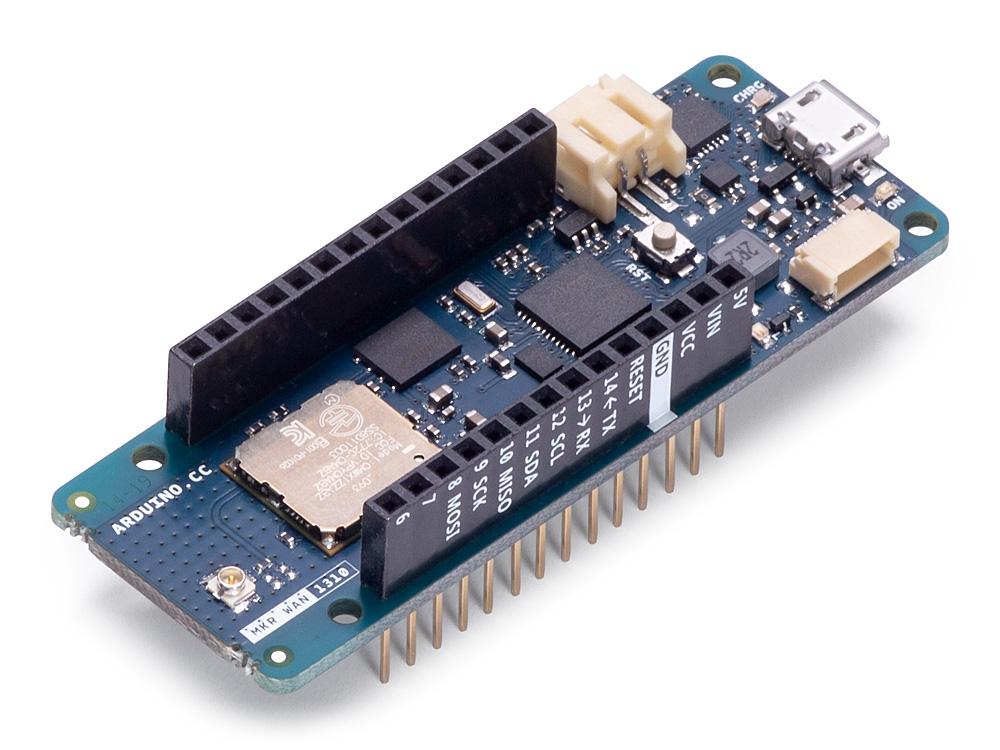 CHRG
ON
RST
2R2
5V
VIN
VCC
GND
RESET
14←TX
13→RX
12 SCL
11 SDA
10 MISO
9 SCK
8 MOSI
7
6
ARDUINO.CC
MKR WAN 1310